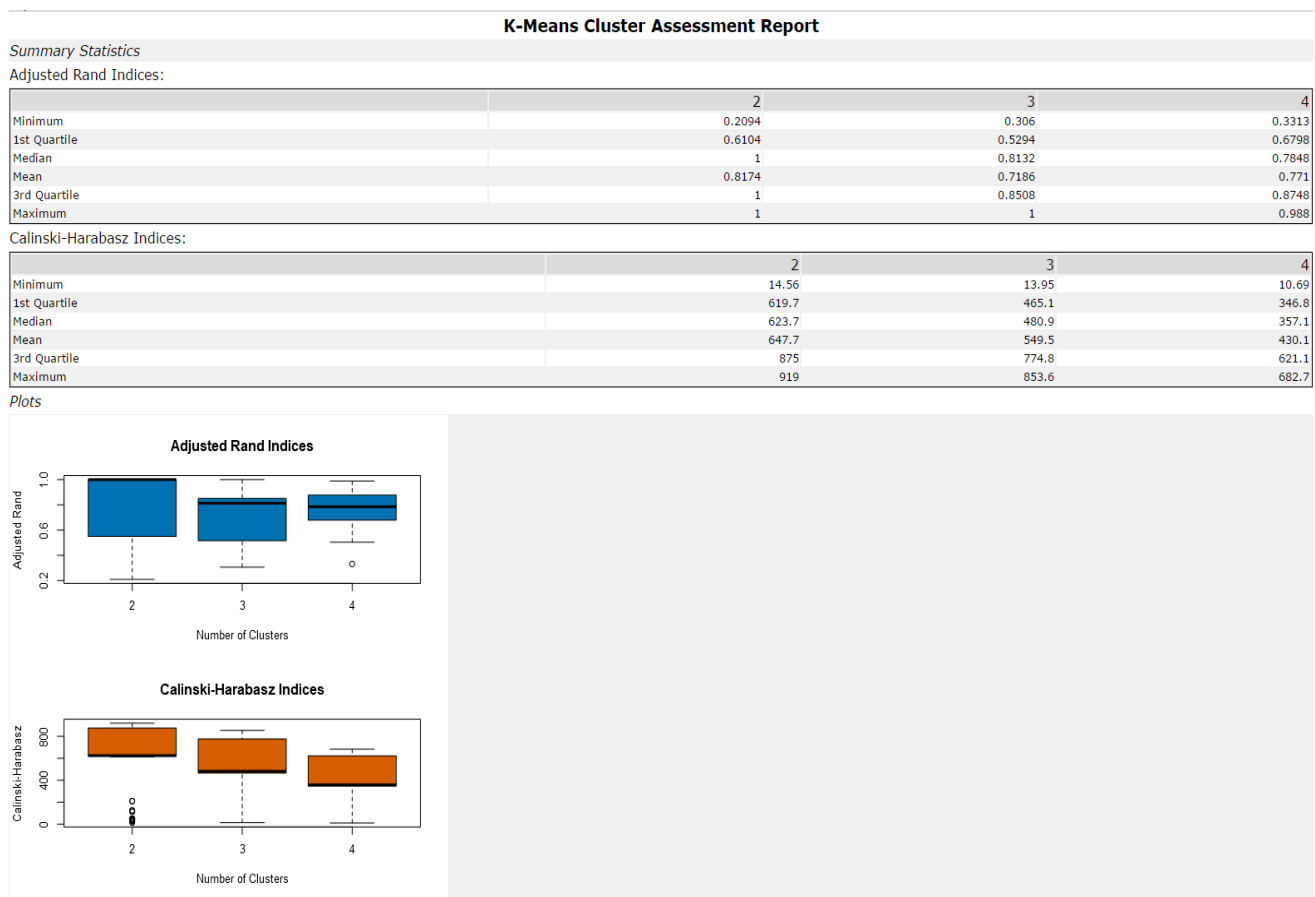 K-Means Cluster Assessment Report
Summary Statistics
Adjusted Rand Indices:
2 3 4
Minimum 0.2094 0.306 0.3313
1st Quartile 0.6104 0.5294 0.6798
Median 1 0.8132 0.7848
Mean 0.8174 0.7186 0.771
3rd Quartile 1 0.8508 0.8748
Maximum 1 1 0.988
Calinski-Harabasz Indices:
2 3 4
Minimum 14.56 13.95 10.69
1st Quartile 619.7 465.1 346.8
Median 623.7 480.9 357.1
Mean 647.7 549.5 430.1
3rd Quartile 875 774.8 621.1
Maximum 919 853.6 682.7
Plots
Adjusted Rand Indices
Adjusted Rand
1.0
0.6
0.2
2 3 4
Number of Clusters
Calinski-Harabasz Indices
Calinski-Harabasz
800
400
0
2 3 4
Number of Clusters